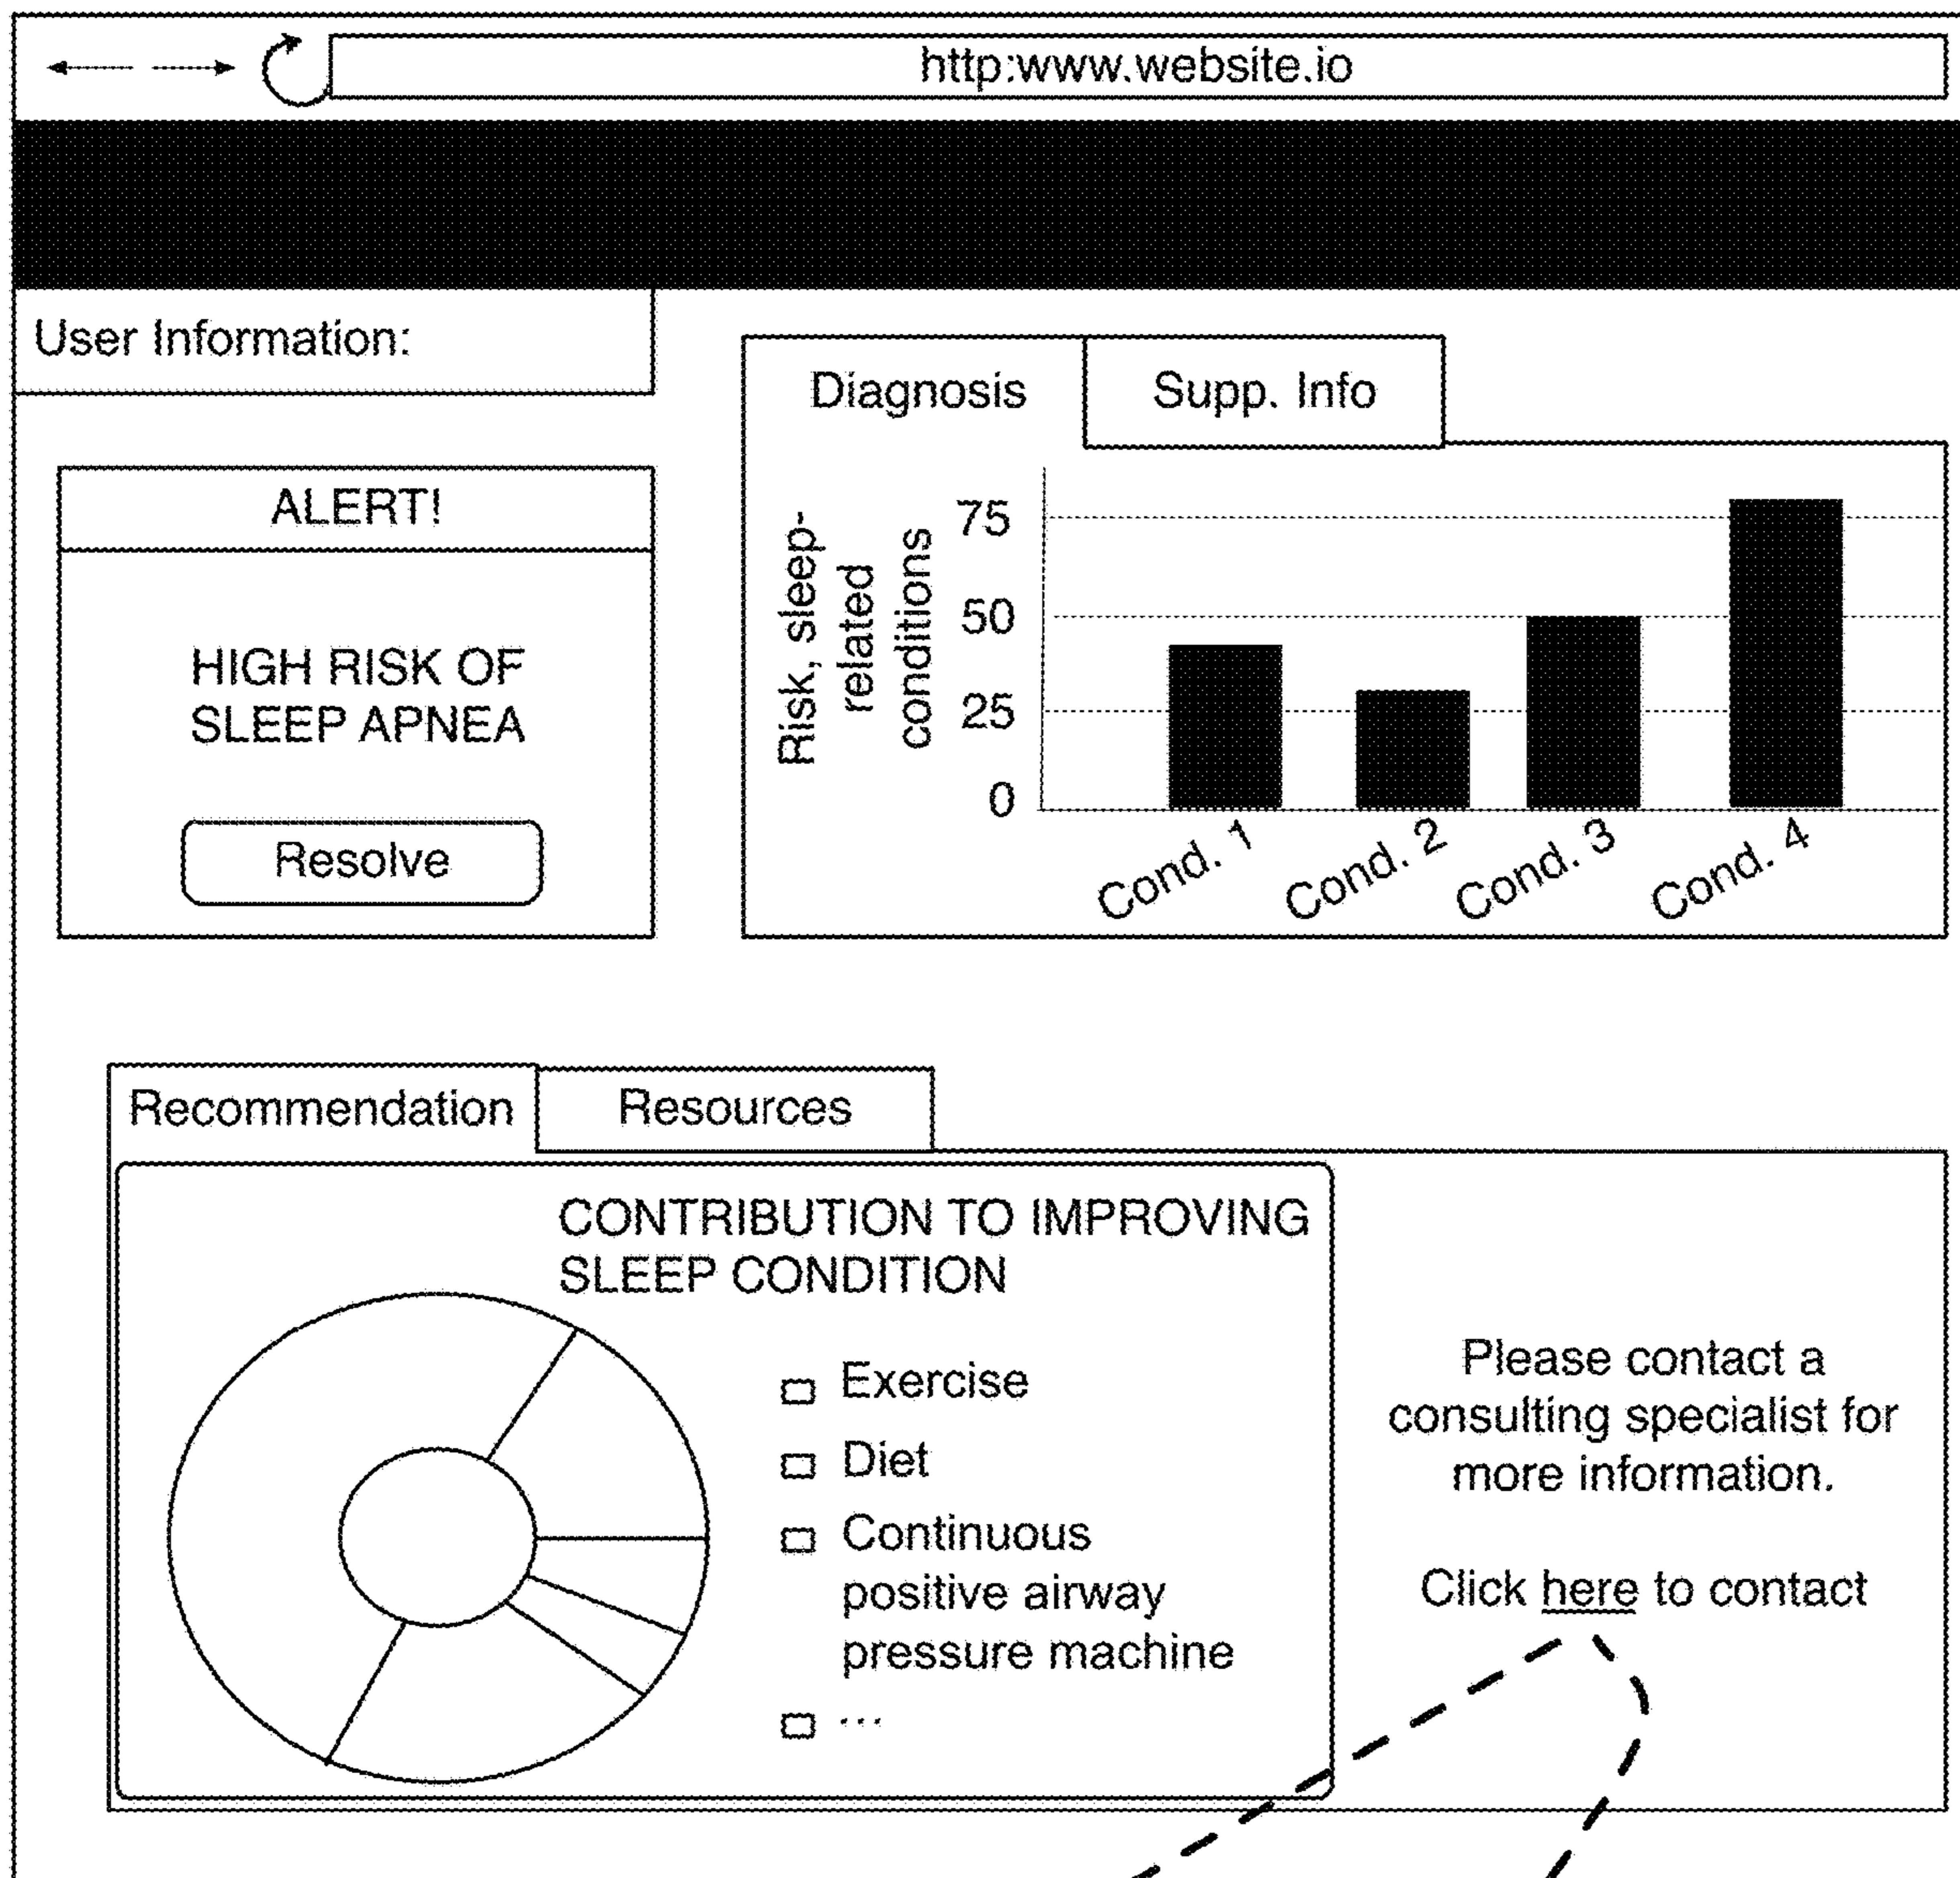 http:www.website.io
User Information:
ALERT!
HIGH RISK OF
SLEEP APNEA
Resolve
Diagnosis
Supp. Info
Risk, sleep-
related
conditions
75
50
25
0
Cond. 1
Cond. 2
Cond. 3
Cond. 4
Recommendation
Resources
CONTRIBUTION TO IMPROVING
SLEEP CONDITION
Exercise
Diet
Continuous
positive airway
pressure machine
...
Please contact a
consulting specialist for
more information.
Click here to contact